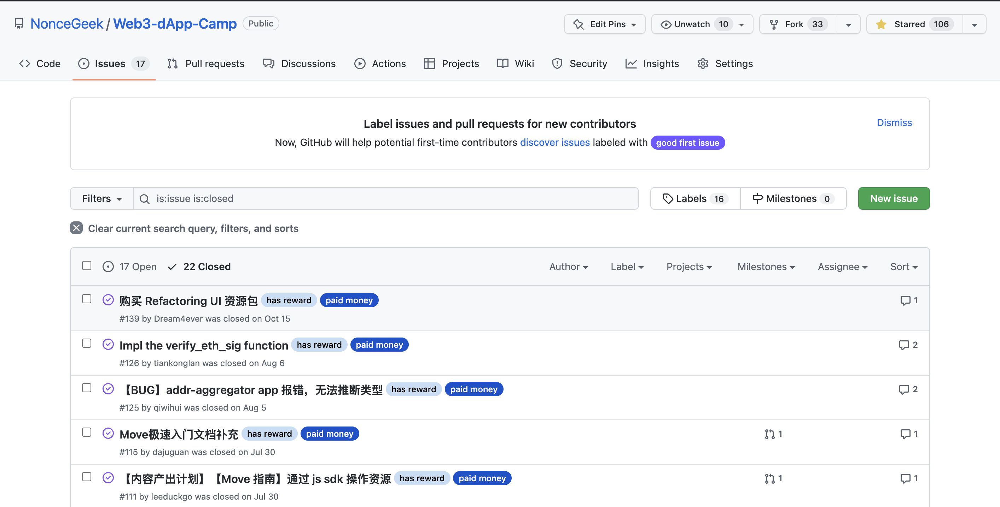 NonceGeek / Web3-dApp-Camp Public Edit Pins Unwatch 10 Fork 33 Starred 106
Code Issues 17 Pull requests Discussions Actions Projects Wiki Security Insights Settings
Label issues and pull requests for new contributors
Dismiss
Now, GitHub will help potential first-time contributors discover issues labeled with good first issue
Filters is:issue is:closed Labels 16 Milestones 0 New issue
Clear current search query, filters, and sorts
17 Open 22 Closed Author Label Projects Milestones Assignee Sort
购买 Refactoring UI 资源包 has reward paid money 1
#139 by Dream4ever was closed on Oct 15
Impl the verify_eth_sig function has reward paid money 2
#126 by tiankonglan was closed on Aug 6
【BUG】addr-aggregator app 报错，无法推断类型 has reward paid money 2
#125 by qiwihui was closed on Aug 5
Move极速入门文档补充 has reward paid money 1 1
#115 by dajuguan was closed on Jul 30
【内容产出计划】【Move 指南】通过 js sdk 操作资源 has reward paid money 1 1
#111 by leeduckgo was closed on Jul 30